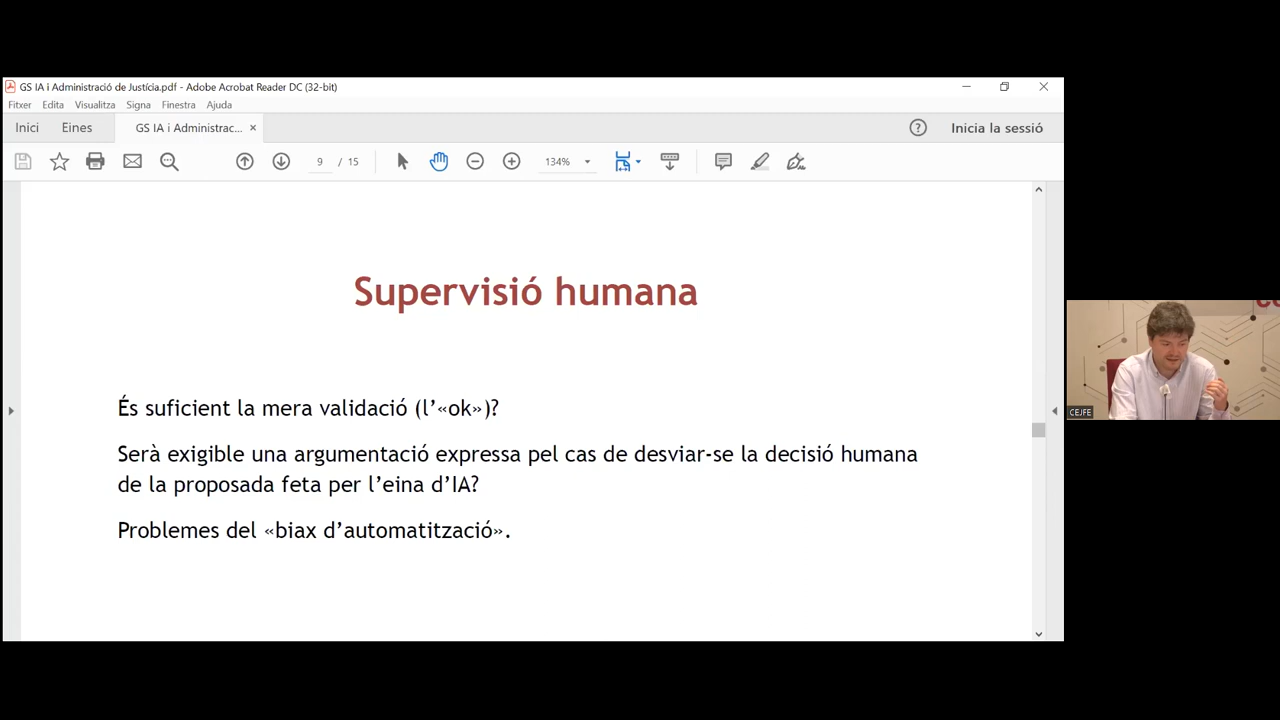 GS IA i Administració de Justícia.pdf - Adobe Acrobat Reader DC (32-bit)
Fitxer Edita Visualitza Signa Finestra Ajuda
Inici Eines GS IA i Administrac... × Inicia la sessió
9 / 15 134%
Supervisió humana
És suficient la mera validació (l’«ok»)?
Serà exigible una argumentació expressa pel cas de desviar-se la decisió humana
de la proposada feta per l’eina d’IA?
Problemes del «biax d’automatització».
CEJFE